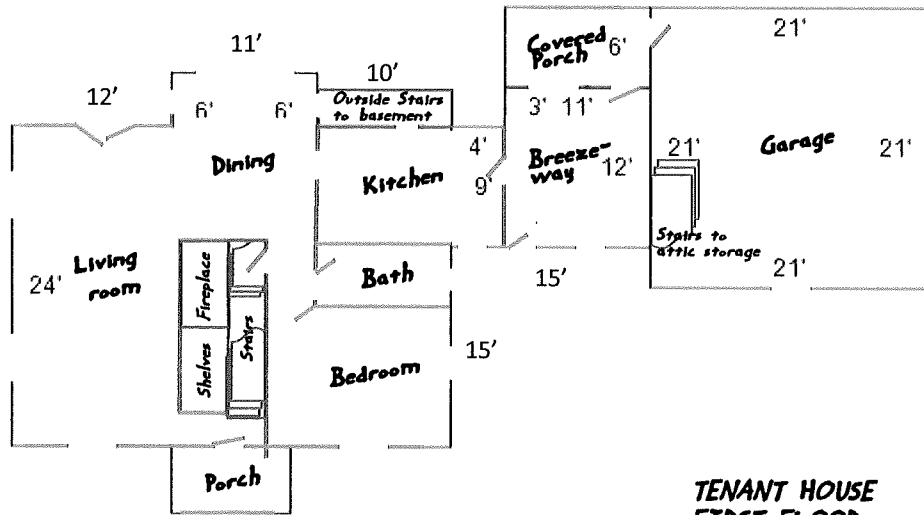 21'
Covered
Porch
6'
11'
10'
12'
6'
6'
Outside Stairs
to basement
3'
11'
Dining
4'
Breeze-
way
12'
21'
Garage
21'
Kitchen
9'
Living
room
24'
Fireplace
Bath
Stairs to
attic storage
15'
21'
Stairs
Shelves
Bedroom
15'
Porch
TENANT HOUSE
FIRST FLOOR